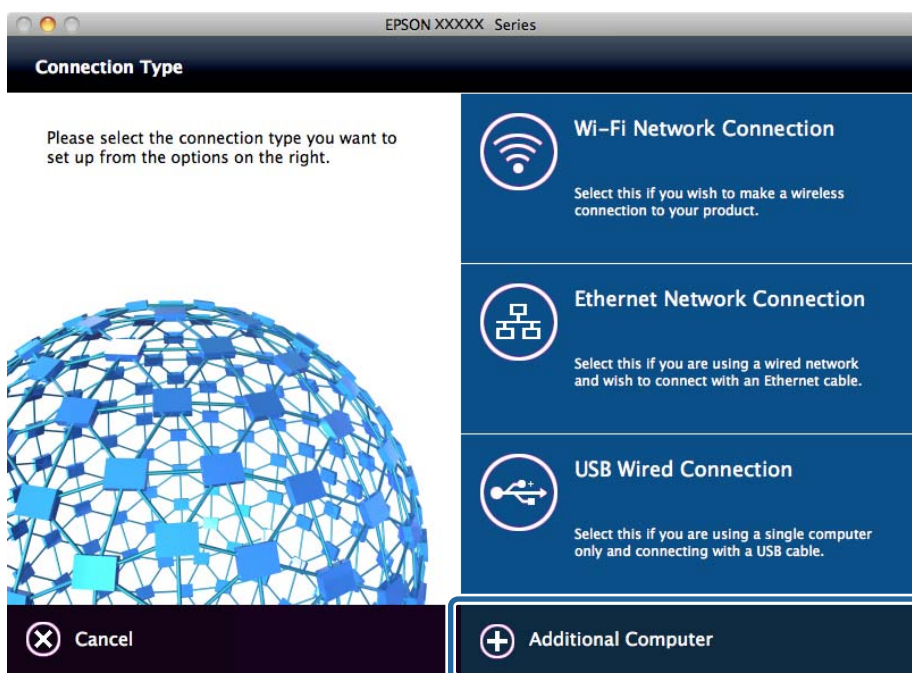 EPSON XXXXX Series
Connection Type
Please select the connection type you want to
set up from the options on the right.
Wi-Fi Network Connection
Select this if you wish to make a wireless
connection to your product.
Ethernet Network Connection
Select this if you are using a wired network
and wish to connect with an Ethernet cable.
USB Wired Connection
Select this if you are using a single computer
only and connecting with a USB cable.
Cancel
Additional Computer